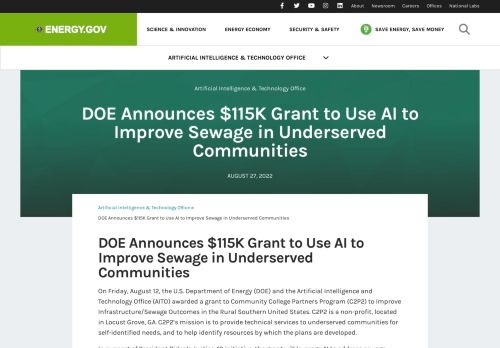 About Newsroom Careers Offices National Labs
ENERGY.GOV
SCIENCE & INNOVATION ENERGY ECONOMY SECURITY & SAFETY SAVE ENERGY, SAVE MONEY
ARTIFICIAL INTELLIGENCE & TECHNOLOGY OFFICE
Artificial Intelligence & Technology Office
DOE Announces $115K Grant to Use AI to
Improve Sewage in Underserved
Communities
AUGUST 27, 2022
Artificial Intelligence & Technology Office »
DOE Announces $115K Grant to Use AI to Improve Sewage in Underserved Communities
DOE Announces $115K Grant to Use AI to
Improve Sewage in Underserved
Communities
On Friday, August 12, the U.S. Department of Energy (DOE) and the Artificial Intelligence and
Technology Office (AITO) awarded a grant to Community College Partners Program (C2P2) to Improve
Infrastructure/Sewage Outcomes in the Rural Southern United States. C2P2 is a non-profit, located
in Locust Grove, GA. C2P2's mission is to provide technical services to underserved communities for
self-identified needs, and to help identify resources by which the plans are developed.